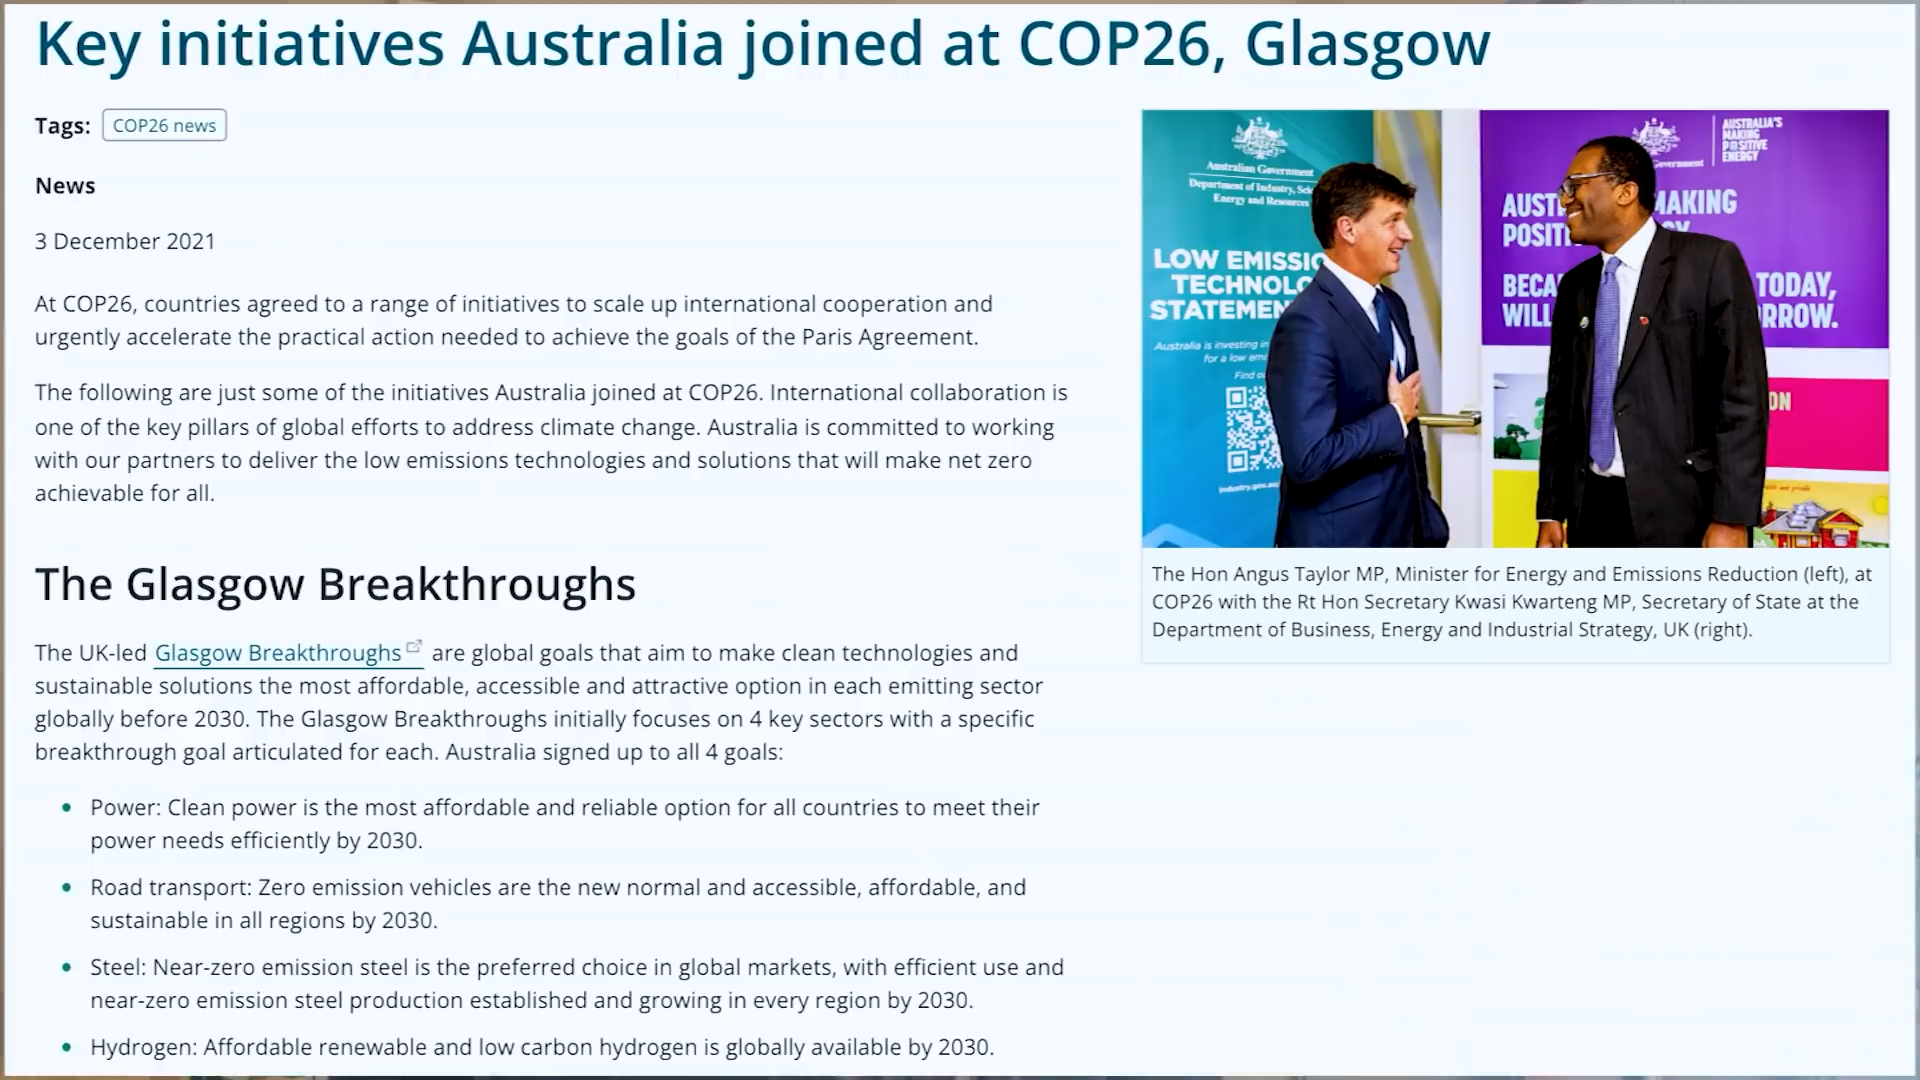 Key initiatives Australia joined at COP26, Glasgow
Tags: COP26 news
News
3 December 2021
At COP26, countries agreed to a range of initiatives to scale up international cooperation and
urgently accelerate the practical action needed to achieve the goals of the Paris Agreement.
The following are just some of the initiatives Australia joined at COP26. International collaboration is
one of the key pillars of global efforts to address climate change. Australia is committed to working
with our partners to deliver the low emissions technologies and solutions that will make net zero
achievable for all.
The Glasgow Breakthroughs
The UK-led Glasgow Breakthroughs are global goals that aim to make clean technologies and
sustainable solutions the most affordable, accessible and attractive option in each emitting sector
globally before 2030. The Glasgow Breakthroughs initially focuses on 4 key sectors with a specific
breakthrough goal articulated for each. Australia signed up to all 4 goals:
• Power: Clean power is the most affordable and reliable option for all countries to meet their
power needs efficiently by 2030.
• Road transport: Zero emission vehicles are the new normal and accessible, affordable, and
sustainable in all regions by 2030.
• Steel: Near-zero emission steel is the preferred choice in global markets, with efficient use and
near-zero emission steel production established and growing in every region by 2030.
• Hydrogen: Affordable renewable and low carbon hydrogen is globally available by 2030.
Australian Government
Department of Industry,
Energy and Resources
LOW
TECHNOL
STATEMEN
Australia is investing in
for a low
Find
industry.gov.au
Government
AUSTRALIA'S
MAKING
POSITIVE
ENERGY
AUST MAKING
POSIT
BECA TODAY,
WILL RROW.
ON
The Hon Angus Taylor MP, Minister for Energy and Emissions Reduction (left), at
COP26 with the Rt Hon Secretary Kwasi Kwarteng MP, Secretary of State at the
Department of Business, Energy and Industrial Strategy, UK (right).